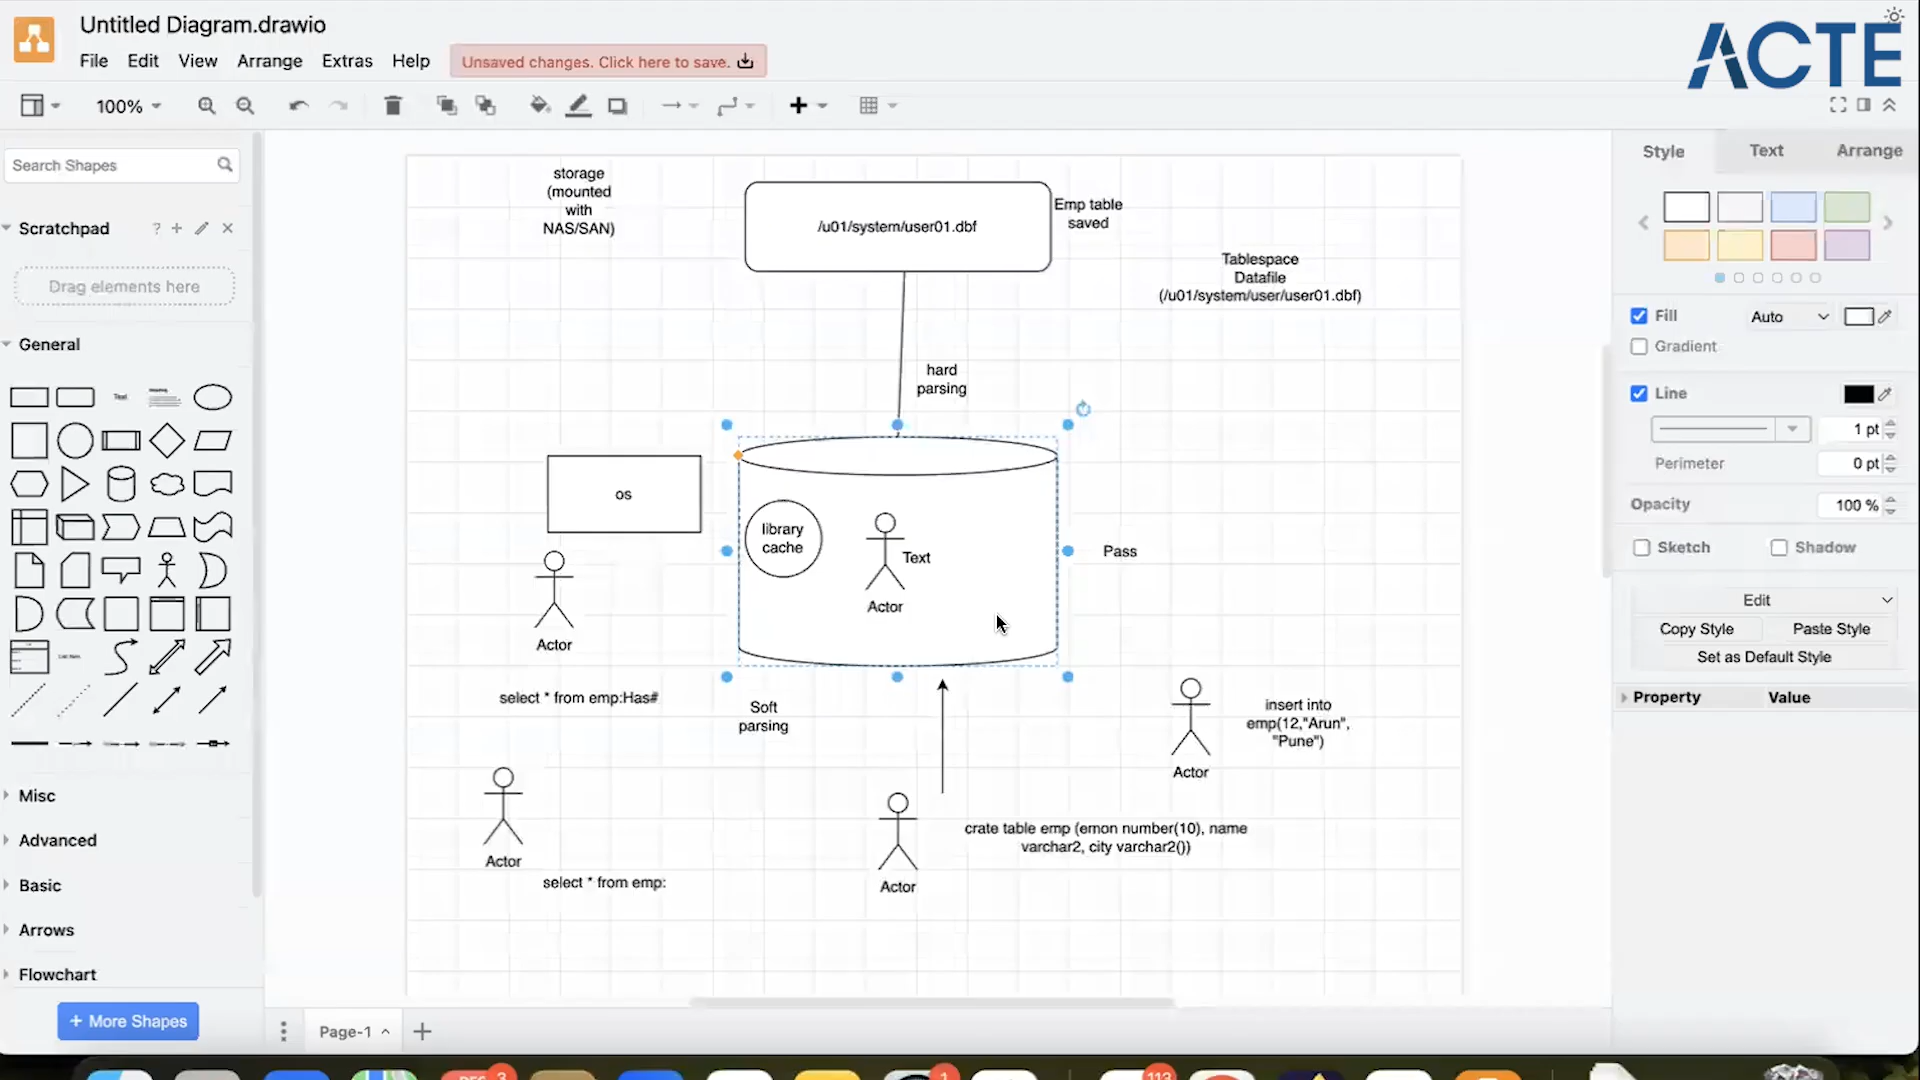 Untitled Diagram.drawio
File Edit View Arrange Extras Help
Unsaved changes. Click here to save.
ACTE
100%
Search Shapes
Scratchpad
?
Drag elements here
General
Text
Misc
Advanced
Basic
Arrows
Flowchart
+ More Shapes
storage
(mounted
with
NAS/SAN)
/u01/system/user01.dbf
Emp table
saved
Tablespace
Datafile
(/u01/system/user/user01.dbf)
hard
parsing
os
library
cache
Text
Actor
Pass
Actor
select * from emp:Has#
Soft
parsing
Actor
insert into
emp(12,"Arun",
"Pune")
Actor
select * from emp:
Actor
crate table emp (emon number(10), name
varchar2, city varchar2())
Page-1
Style Text Arrange
Fill Auto
Gradient
Line
1 pt
Perimeter 0 pt
Opacity 100 %
Sketch Shadow
Edit
Copy Style Paste Style
Set as Default Style
Property Value
3
1
113